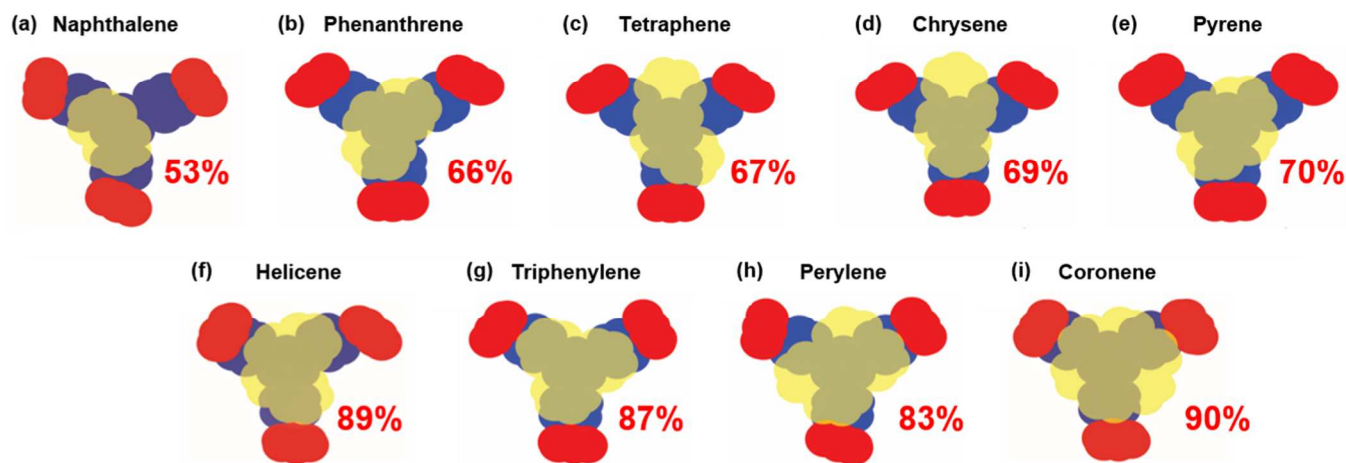 (a) Naphthalene
(b) Phenanthrene
(c) Tetraphene
(d) Chrysene
(e) Pyrene
53%
66%
67%
69%
70%
(f) Helicene
(g) Triphenylene
(h) Perylene
(i) Coronene
89%
87%
83%
90%